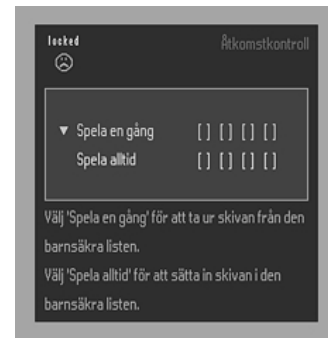 locked
Åtkomstkontroll
▼ Spela en gång [ ] [ ] [ ] [ ]
Spela alltid [ ] [ ] [ ] [ ]
Välj 'Spela en gång' för att ta ur skivan från den
barnsäkra listen.
Välj 'Spela alltid' för att sätta in skivan i den
barnsäkra listen.